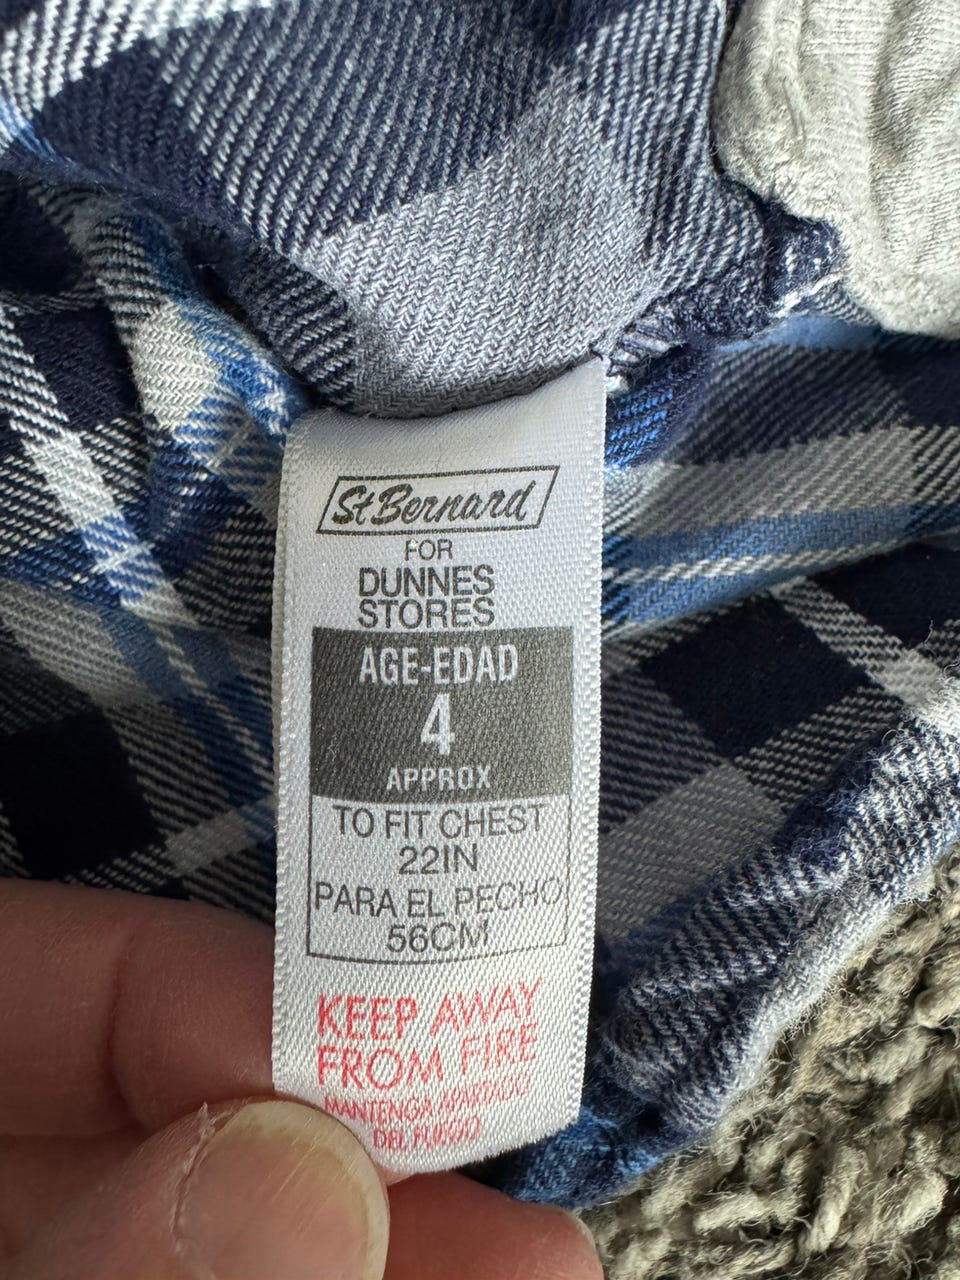 St Bernard
FOR
DUNNES
STORES
AGE-EDAD
4
APPROX
TO FIT CHEST
22IN
PARA EL PECHO
56CM
KEEP AWAY
FROM FIRE
MANTENGA APARTADO
DEL FUEGO